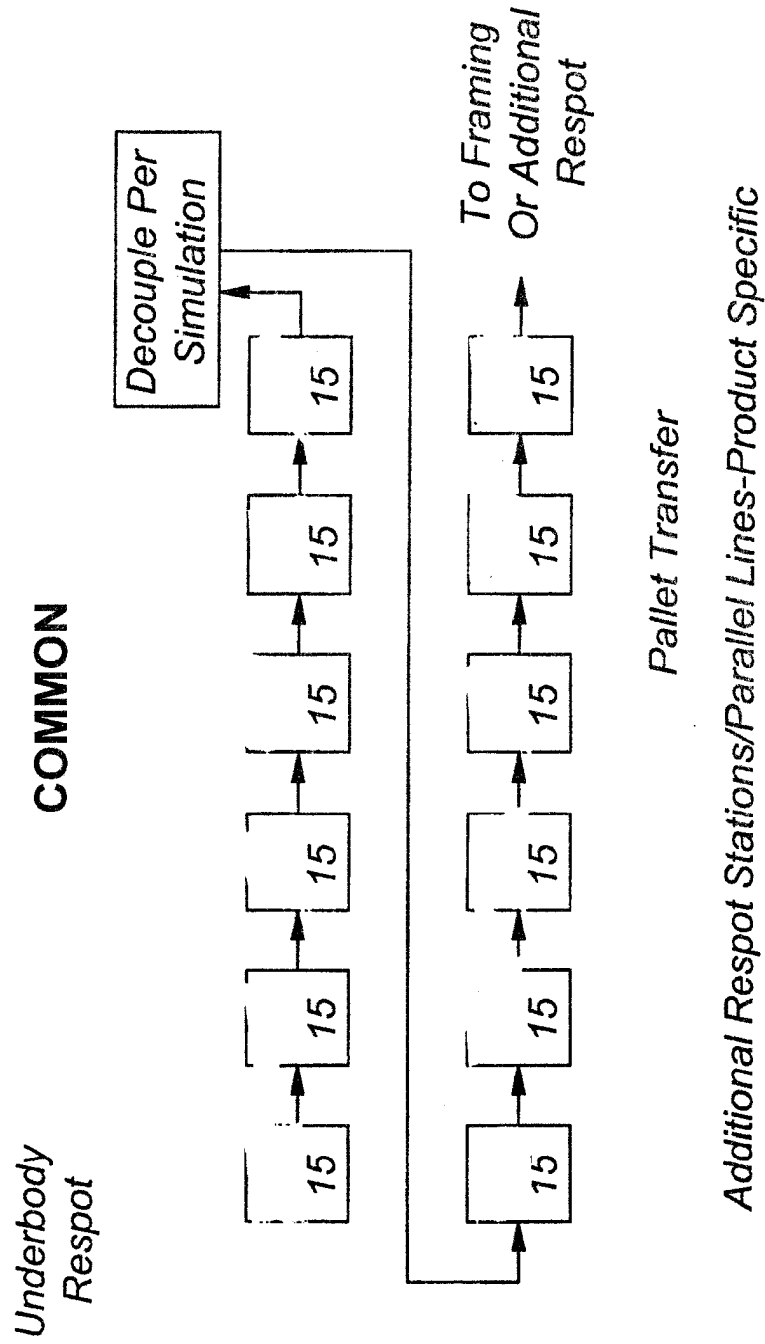 Underbody
Respot
COMMON
Decouple Per
Simulation
15
15
15
15
15
15
15
15
15
15
15
15
To Framing
Or Additional
Respot
Pallet Transfer
Additional Respot Stations/Parallel Lines-Product Specific